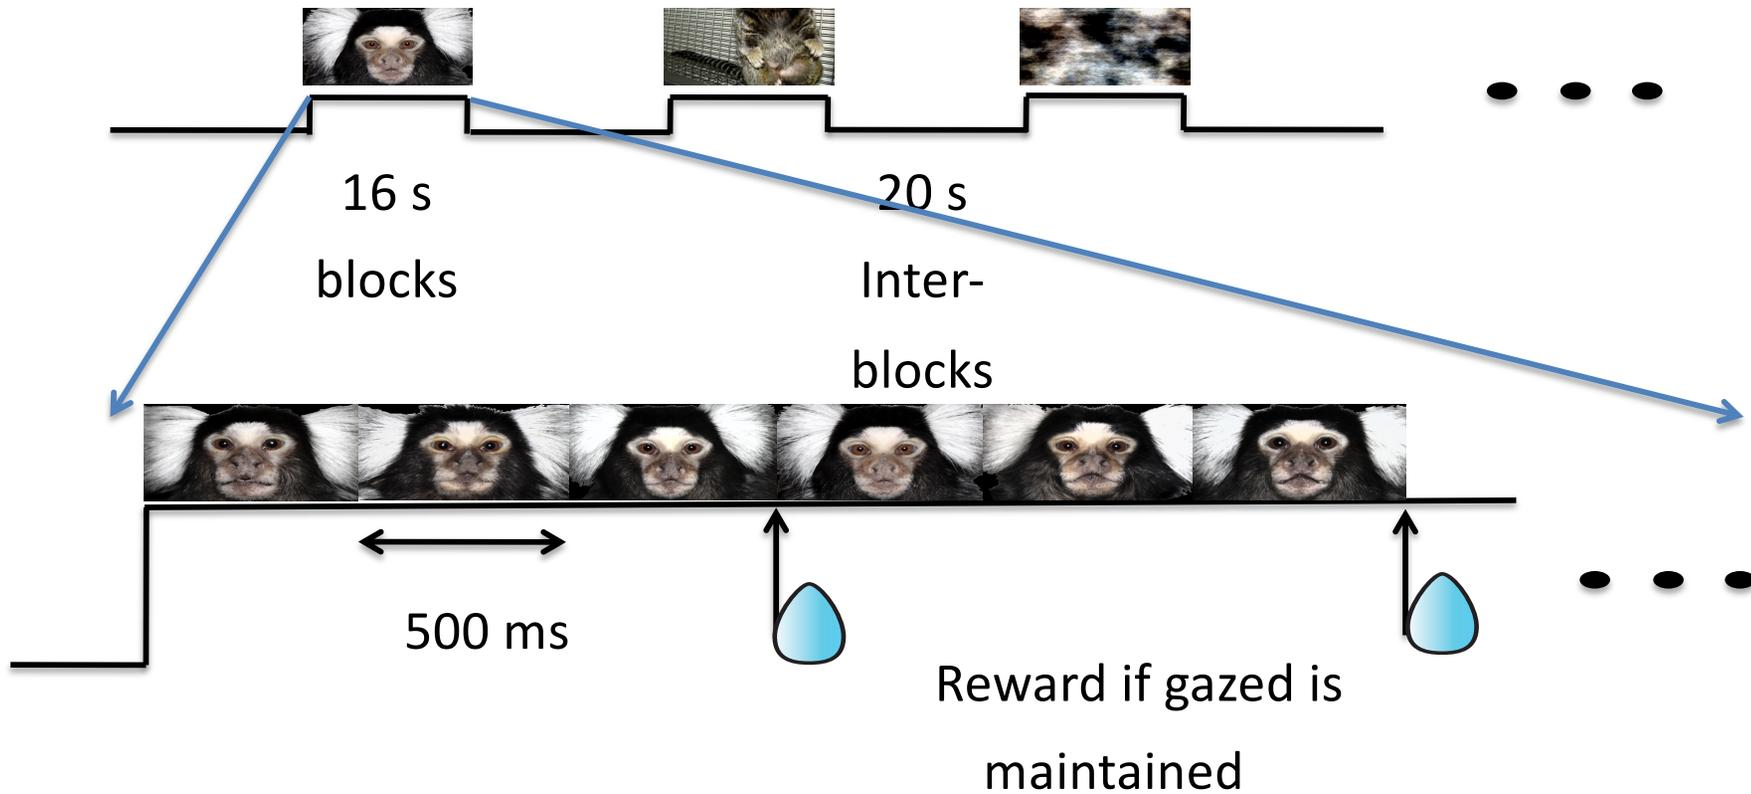 16 s
blocks
20 s
Inter-
blocks
500 ms
Reward if gazed is
maintained